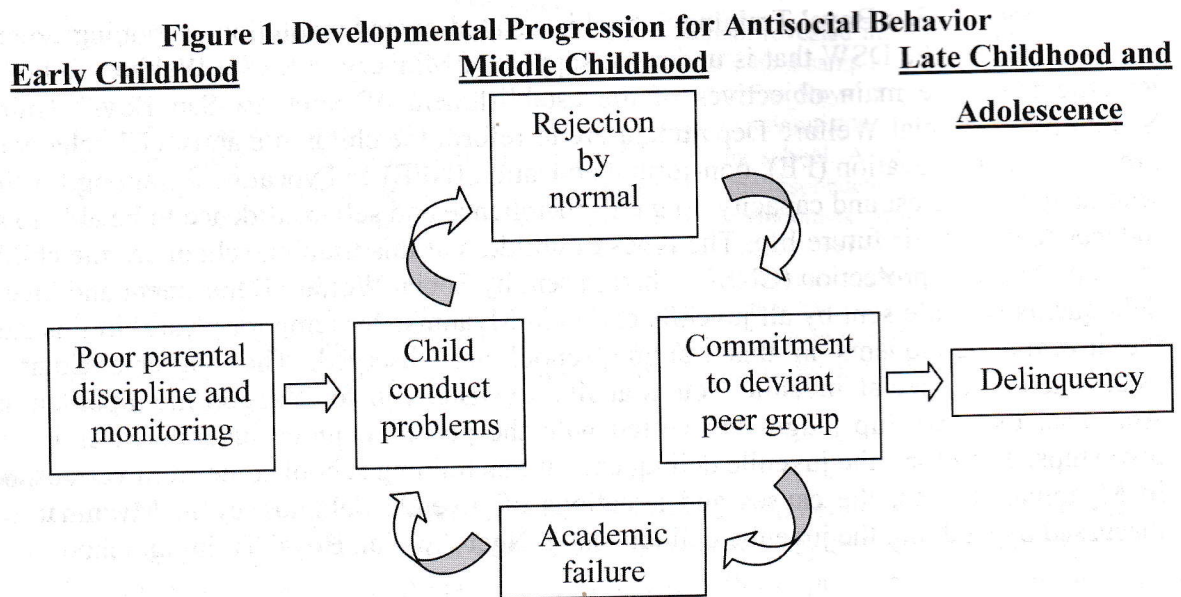 Figure 1. Developmental Progression for Antisocial Behavior
Early Childhood
Middle Childhood
Late Childhood and
Adolescence
Rejection
by
normal
Poor parental
discipline and
monitoring
Child
conduct
problems
Commitment
to deviant
peer group
Delinquency
Academic
failure